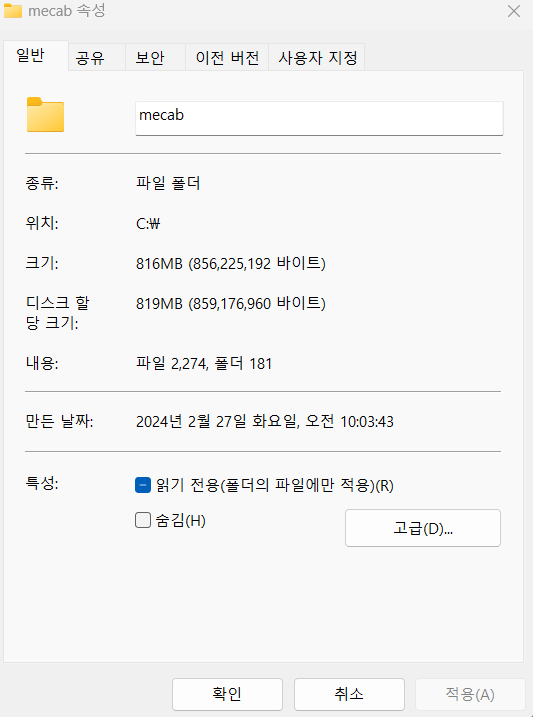 mecab 속성
일반 공유 보안 이전 버전 사용자 지정
mecab
종류: 파일 폴더
위치: C:₩
크기: 816MB (856,225,192 바이트)
디스크 할 819MB (859,176,960 바이트)
당 크기:
내용: 파일 2,274, 폴더 181
만든 날짜: 2024년 2월 27일 화요일, 오전 10:03:43
특성: 읽기 전용(폴더의 파일에만 적용)(R)
숨김(H)
고급(D)...
확인 취소 적용(A)